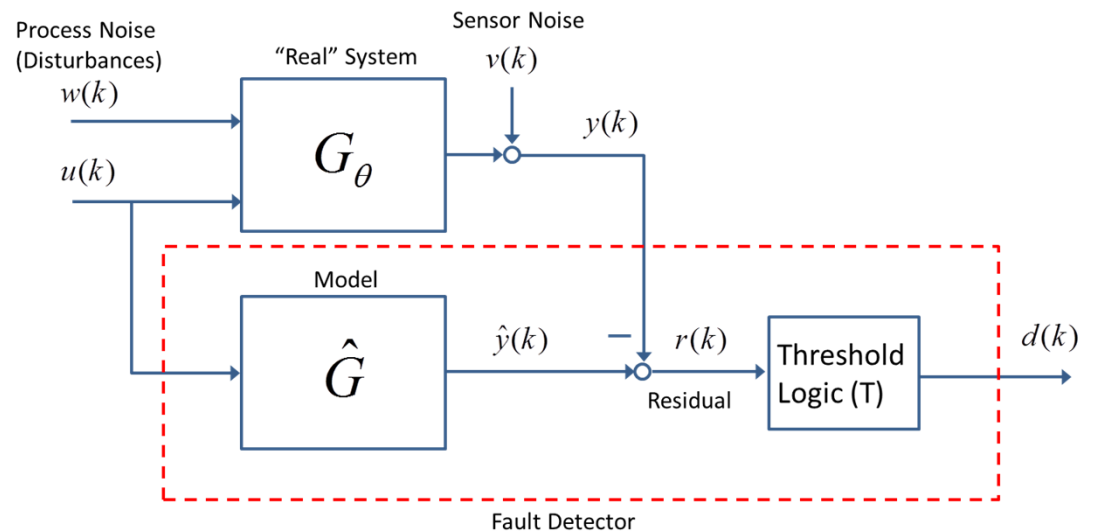 Process Noise
(Disturbances)
w(k)
u(k)
“Real” System
G_θ
Sensor Noise
v(k)
y(k)
Model
Ĝ
ŷ(k)
−
r(k)
Residual
Threshold
Logic (T)
d(k)
Fault Detector